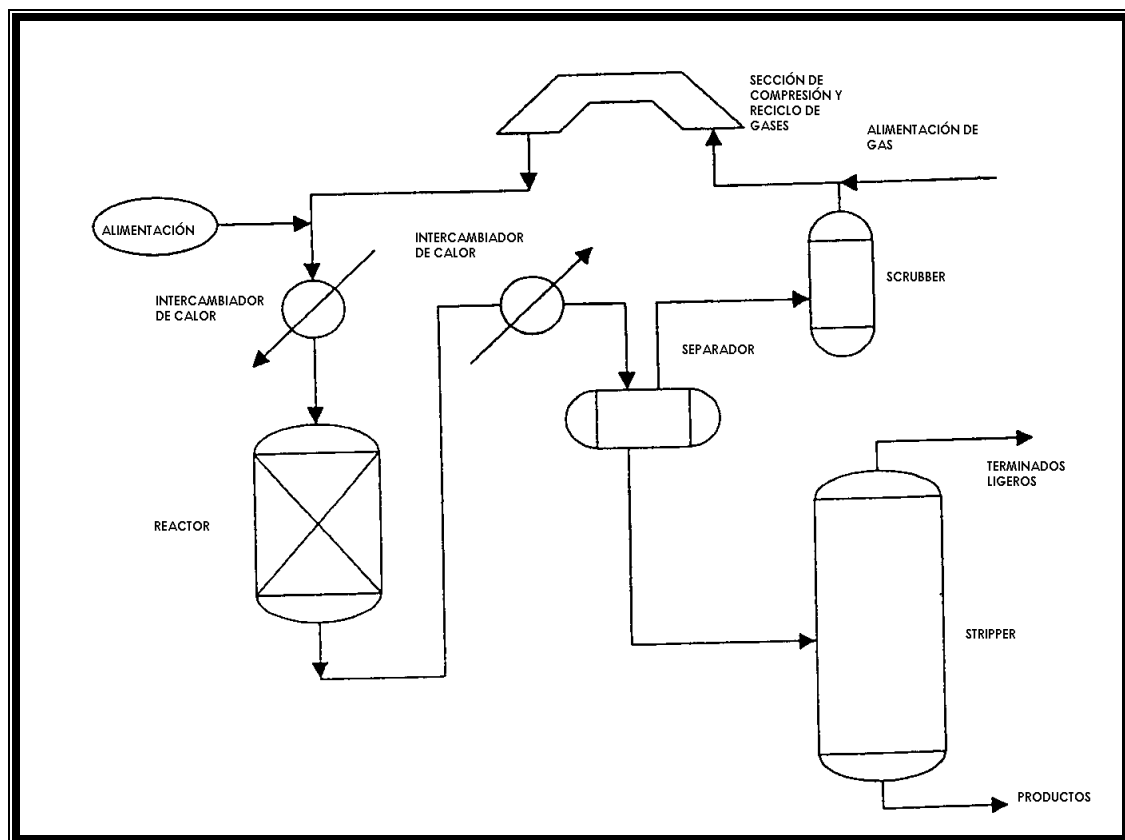 SECCIÓN DE
COMPRESIÓN Y
RECICLO DE
GASES
ALIMENTACIÓN DE
GAS
ALIMENTACIÓN
INTERCAMBIADOR
DE CALOR
INTERCAMBIADOR
DE CALOR
SCRUBBER
SEPARADOR
TERMINADOS
LIGEROS
REACTOR
STRIPPER
PRODUCTOS